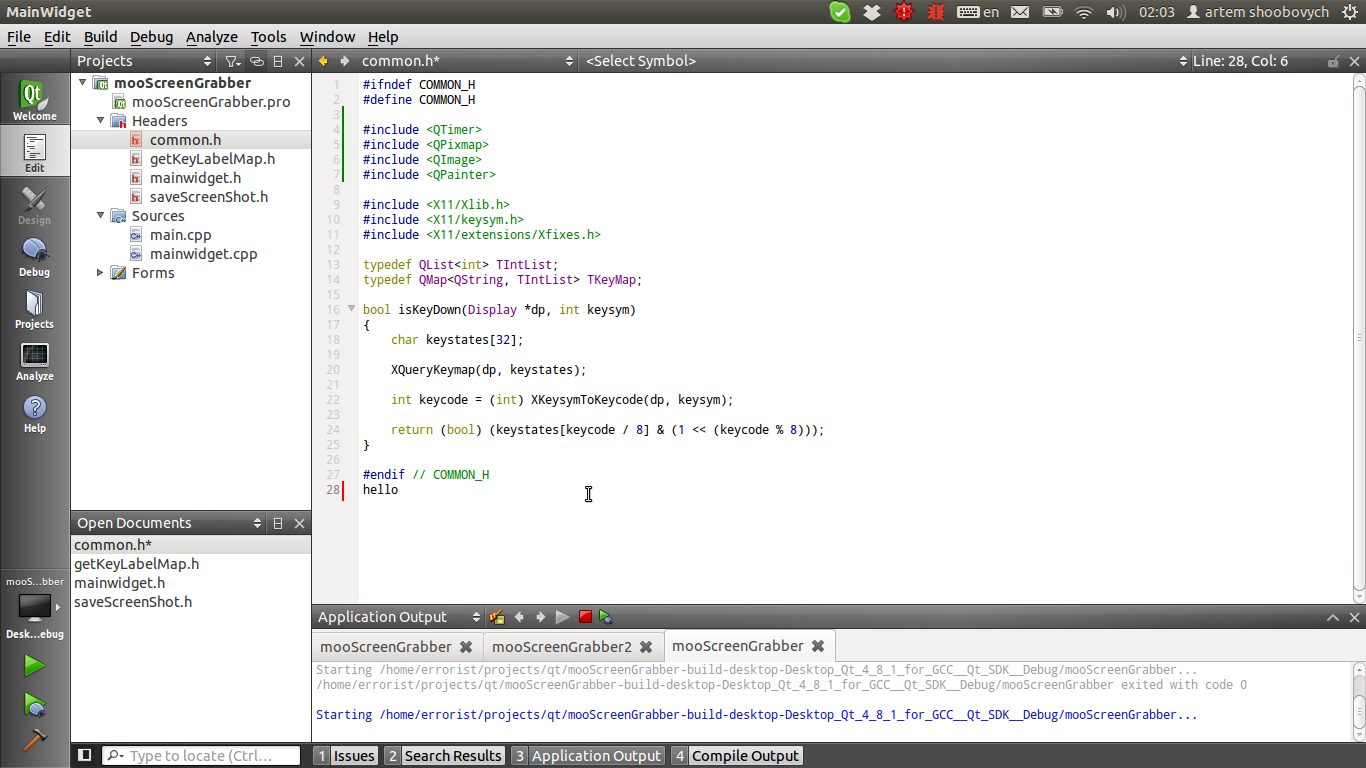 MainWidget
en
02:03
artem shoobovych
File Edit Build Debug Analyze Tools Window Help
Projects
common.h*
<Select Symbol>
Line: 28, Col: 6
Welcome
Edit
Design
Debug
Projects
Analyze
Help
mooS...bber
Desk...ebug
mooScreenGrabber
mooScreenGrabber.pro
Headers
common.h
getKeyLabelMap.h
mainwidget.h
saveScreenShot.h
Sources
main.cpp
mainwidget.cpp
Forms
Open Documents
common.h*
getKeyLabelMap.h
mainwidget.h
saveScreenShot.h
1 #ifndef COMMON_H
2 #define COMMON_H
3
4 #include <QTimer>
5 #include <QPixmap>
6 #include <QImage>
7 #include <QPainter>
8
9 #include <X11/Xlib.h>
10 #include <X11/keysym.h>
11 #include <X11/extensions/Xfixes.h>
12
13 typedef QList<int> TIntList;
14 typedef QMap<QString, TIntList> TKeyMap;
15
16 bool isKeyDown(Display *dp, int keysym)
17 {
18 char keystates[32];
19
20 XQueryKeymap(dp, keystates);
21
22 int keycode = (int) XKeysymToKeycode(dp, keysym);
23
24 return (bool) (keystates[keycode / 8] & (1 << (keycode % 8)));
25 }
26
27 #endif // COMMON_H
28 hello
Application Output
mooScreenGrabber mooScreenGrabber2 mooScreenGrabber
Starting /home/errorist/projects/qt/mooScreenGrabber-build-desktop-Desktop_Qt_4_8_1_for_GCC__Qt_SDK__Debug/mooScreenGrabber...
/home/errorist/projects/qt/mooScreenGrabber-build-desktop-Desktop_Qt_4_8_1_for_GCC__Qt_SDK__Debug/mooScreenGrabber exited with code 0
Starting /home/errorist/projects/qt/mooScreenGrabber-build-desktop-Desktop_Qt_4_8_1_for_GCC__Qt_SDK__Debug/mooScreenGrabber...
Type to locate (Ctrl...
1 Issues 2 Search Results 3 Application Output 4 Compile Output